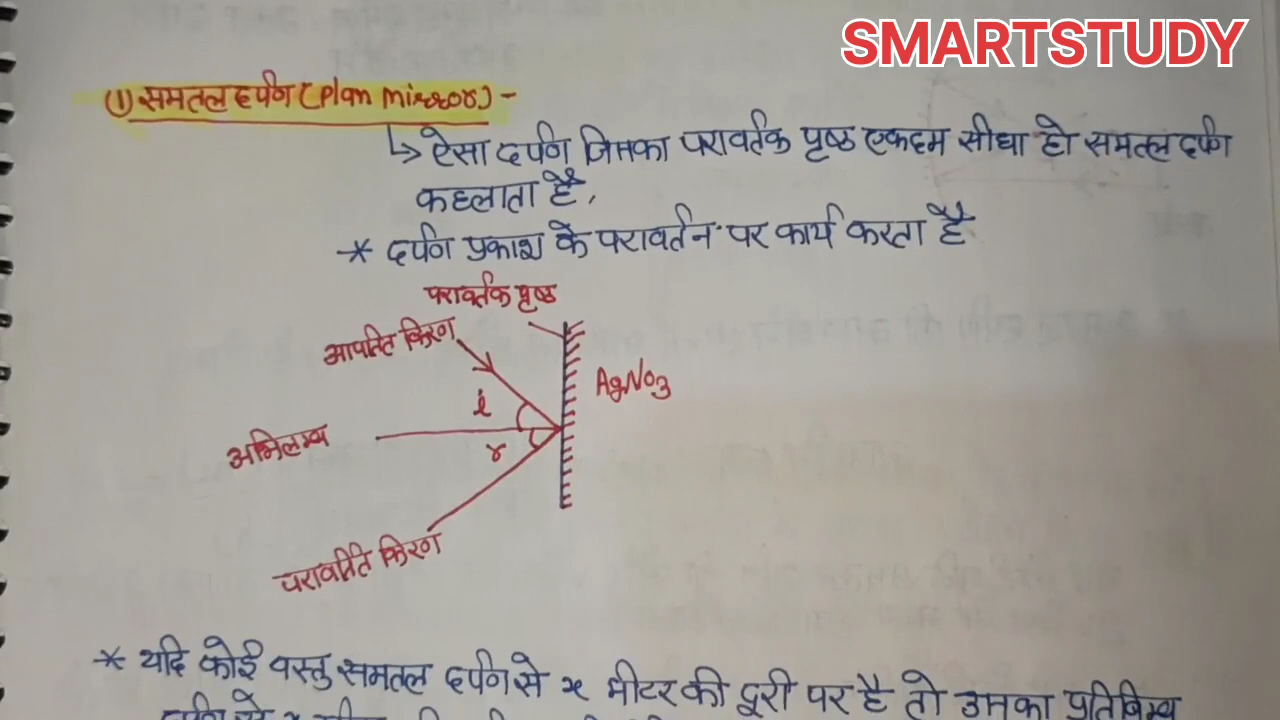 SMARTSTUDY
(1) समतल दर्पण (plan mirror) -
↳ ऐसा दर्पण जिसका परावर्तक पृष्ठ एकदम सीधा हो समतल दर्पण
कहलाता है,
* दर्पण प्रकाश के परावर्तन पर कार्य करता है
परावर्तक पृष्ठ
आपतित किरण
AgNO3
i
अभिलम्ब
r
परावर्तित किरण
* यदि कोई वस्तु समतल दर्पण से x मीटर की दूरी पर है तो उसका प्रतिबिम्ब
दर्पण से x